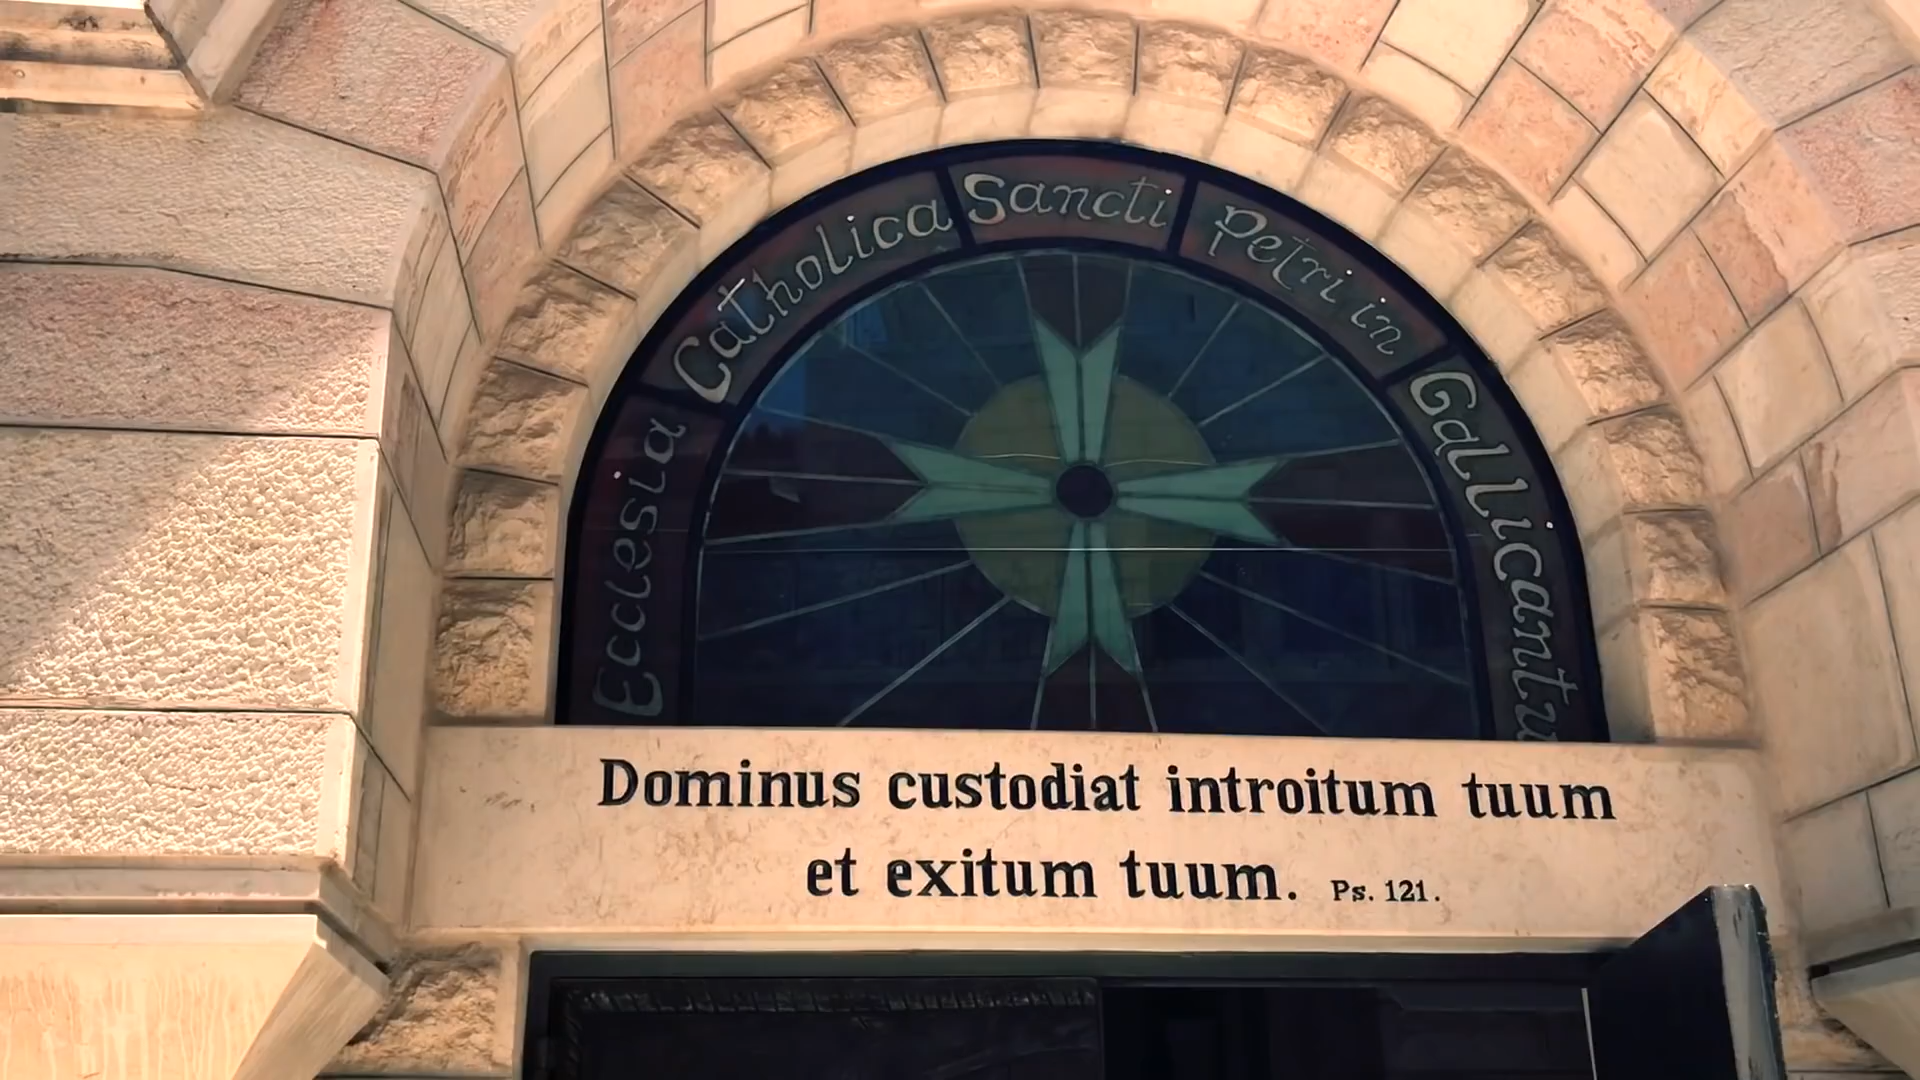 Ecclesia Catholica Sancti Petri in Gallicantu
Dominus custodiat introitum tuum
et exitum tuum. Ps. 121.